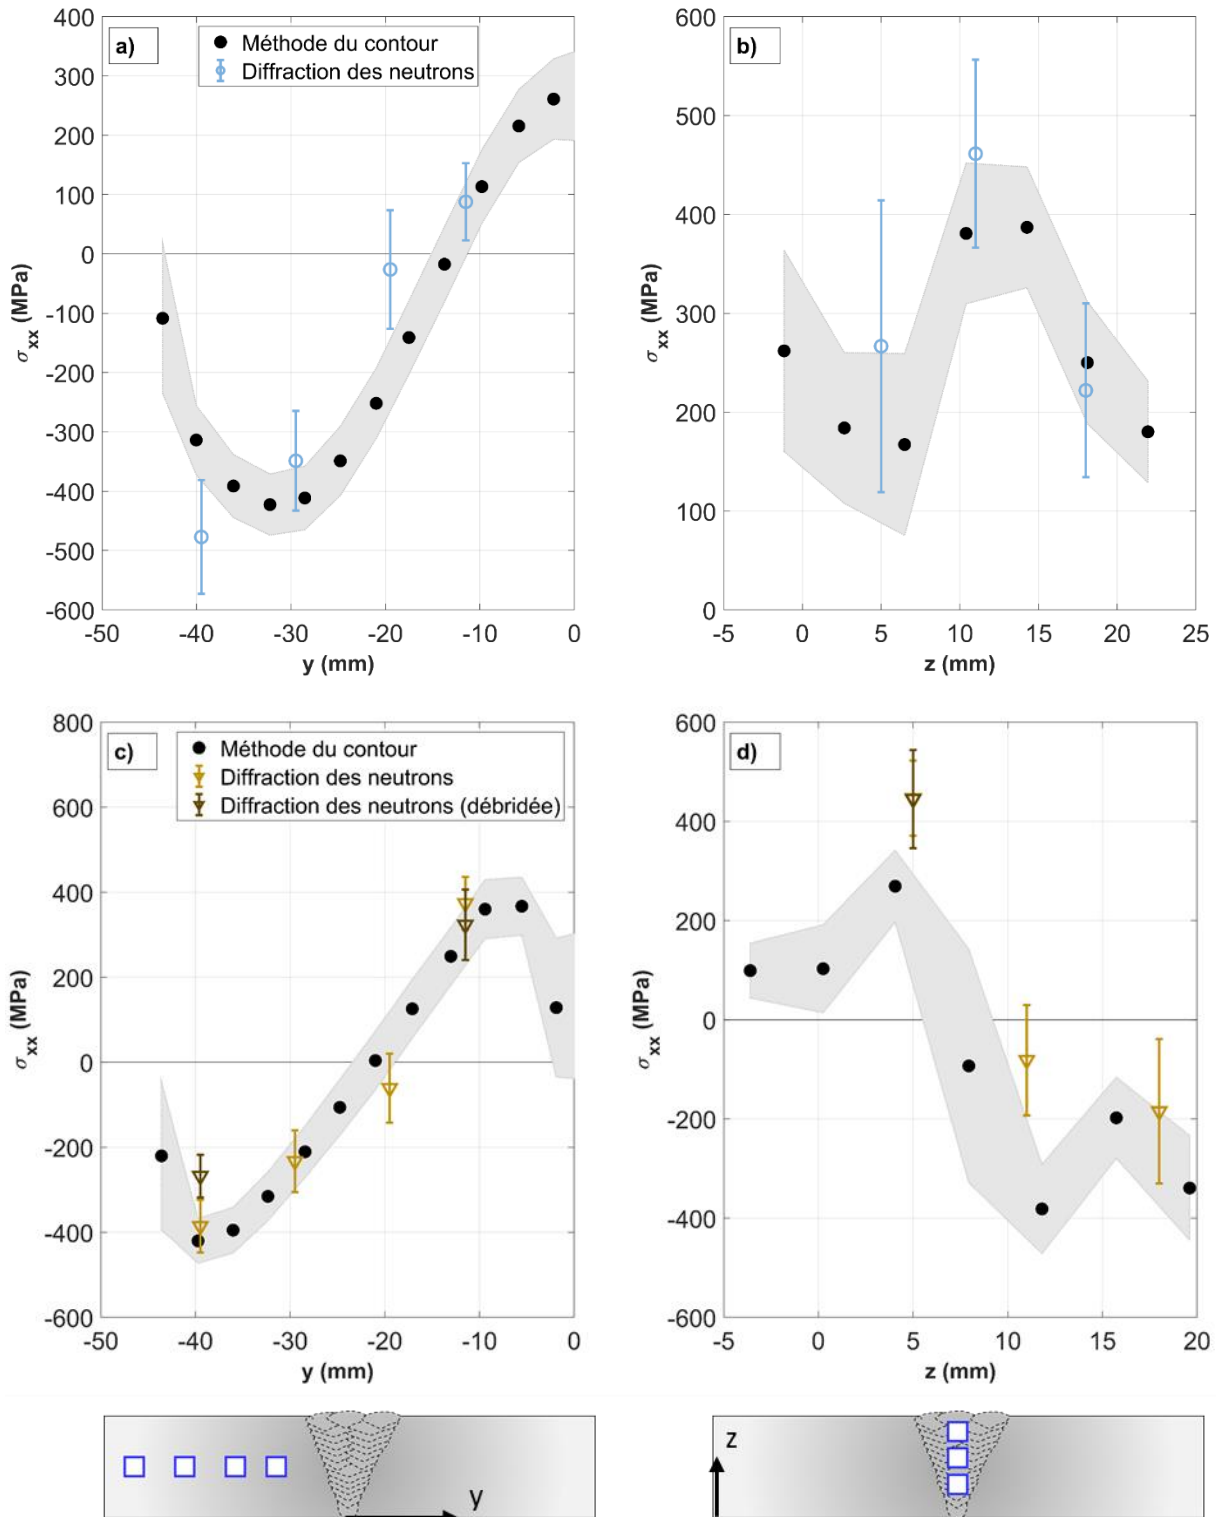 a)
Méthode du contour
Diffraction des neutrons
400
300
200
100
0
-100
-200
-300
-400
-500
-600
-50 -40 -30 -20 -10 0
σxx (MPa)
y (mm)
b)
600
500
400
300
200
100
0
-5 0 5 10 15 20 25
σxx (MPa)
z (mm)
c)
Méthode du contour
Diffraction des neutrons
Diffraction des neutrons (débridée)
800
600
400
200
0
-200
-400
-600
-50 -40 -30 -20 -10 0
σxx (MPa)
y (mm)
d)
600
400
200
0
-200
-400
-600
-5 0 5 10 15 20
σxx (MPa)
z (mm)
y
z